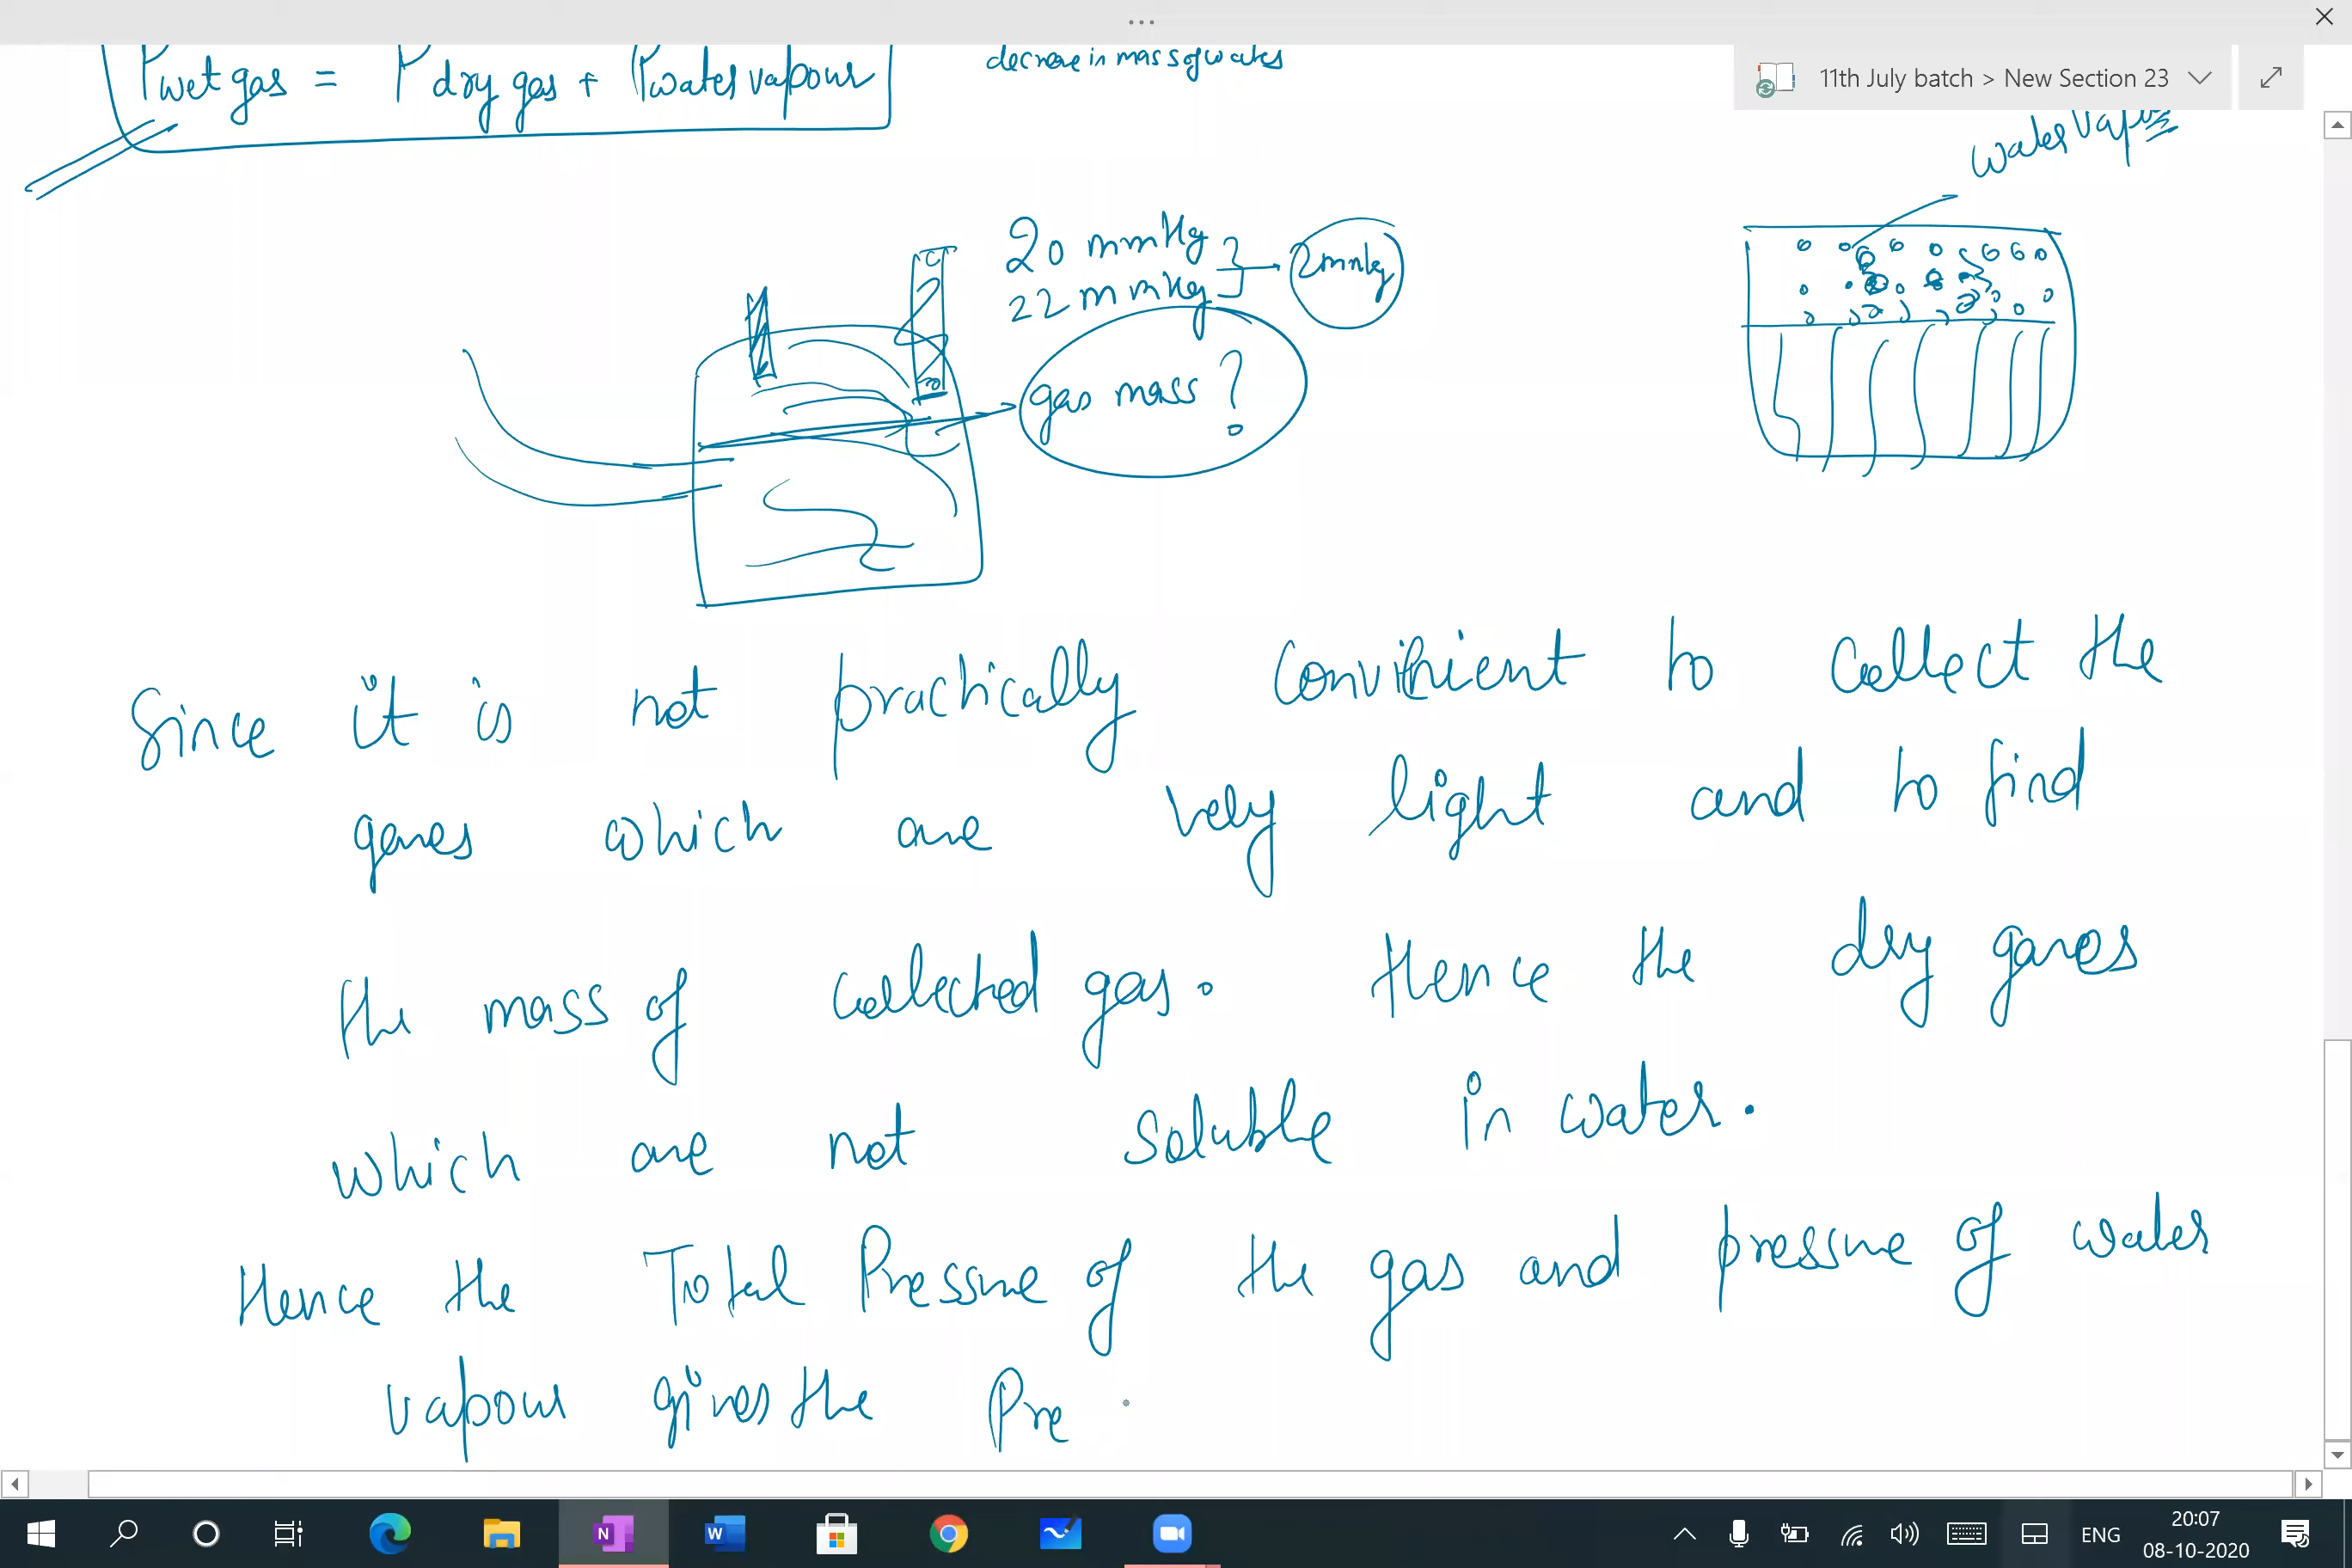 P wet gas = P dry gas + P water vapour
decrease in mass of water
11th July batch > New Section 23
water vapour
20 mmHg
22 mmHg
2 mmHg
gas mass ?
Since it is not practically convinient to collect the
gases which are very light and to find
the mass of collected gas. Hence the dry gases
which are not soluble in water.
Hence the Total Pressure of the gas and pressure of water
vapour gives the Pre
ENG
20:07
08-10-2020